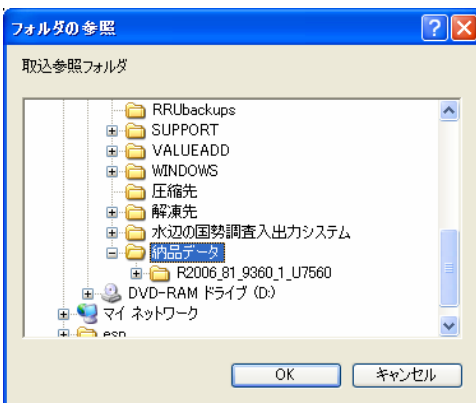 フォルダの参照
取込参照フォルダ
RRUbackups
SUPPORT
VALUEADD
WINDOWS
圧縮先
解凍先
水辺の国勢調査入出力システム
納品データ
R2006_81_9360_1_U7560
DVD-RAM ドライブ (D:)
マイ ネットワーク
esp
OK キャンセル